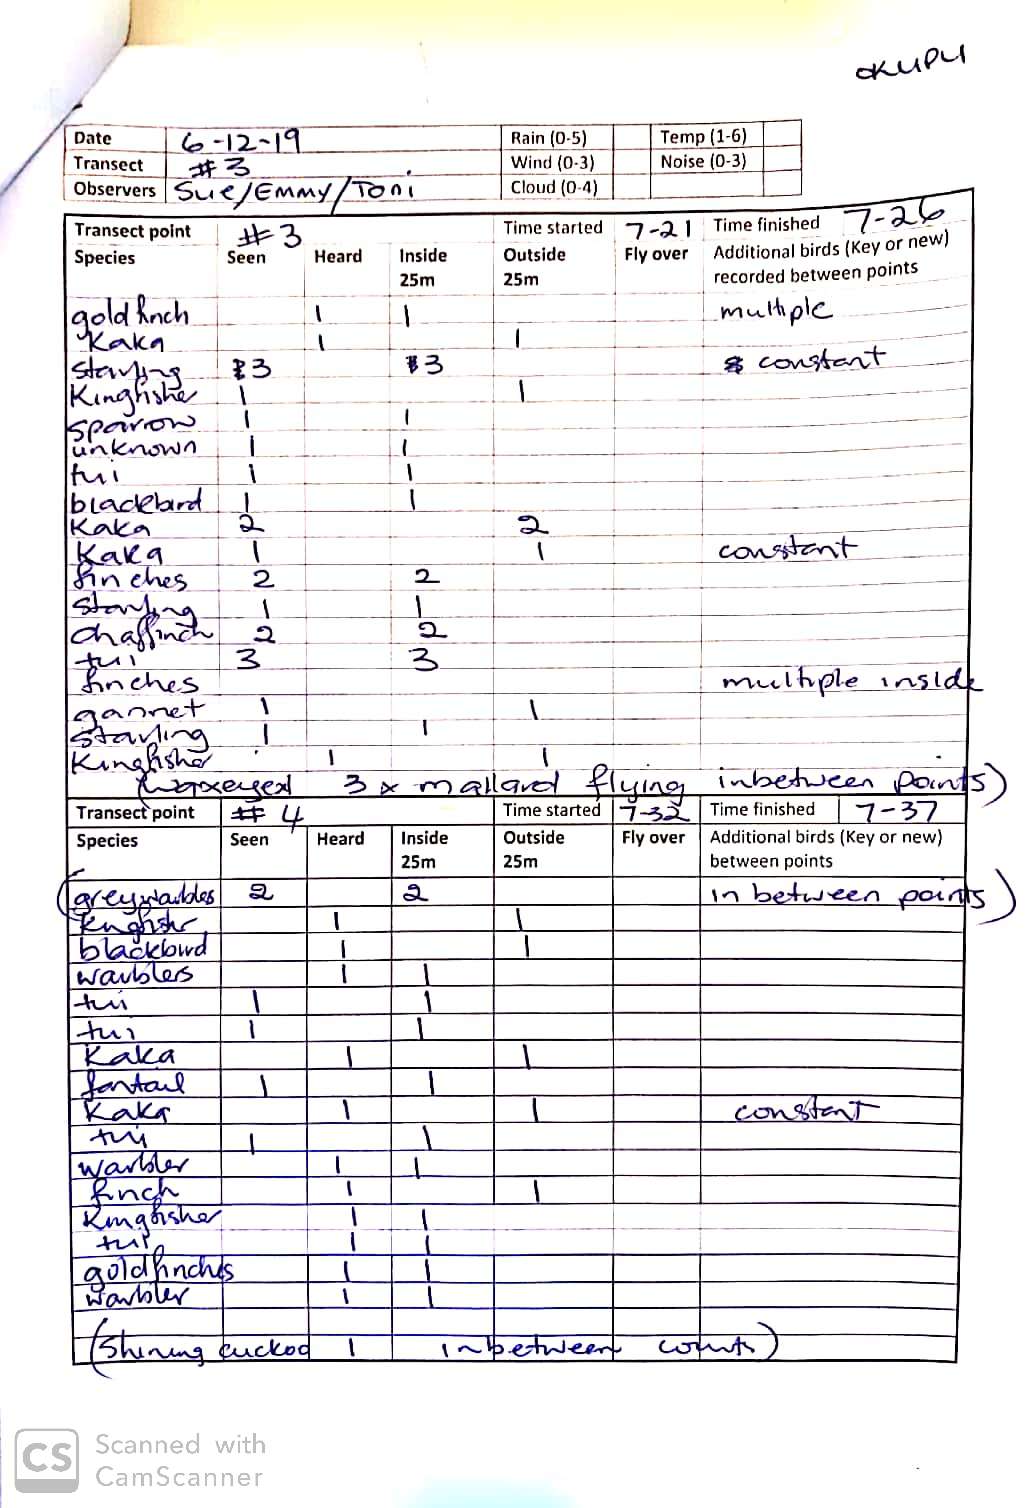 OKUPU
Date 6-12-19 Rain (0-5) Temp (1-6)
Transect #3 Wind (0-3) Noise (0-3)
Observers Sue/Emmy/Toni Cloud (0-4)
Transect point #3 Time started 7-21 Time finished 7-26
Species Seen Heard Inside 25m Outside 25m Fly over Additional birds (Key or new) recorded between points
goldfinch 1 1 multiple
Kaka 1 1
Starling 3 3 constant
Kingfisher 1 1
Sparrow 1 1
unknown 1 1
tui 1 1
blackbird 1 1
Kaka 2 2
Kaka 1 1 constant
finches 2 2
Starling 1 1
Chaffinch 2 2
tui 3 3
finches multiple inside
gannet 1 1
Starling 1 1
Kingfisher 1 1
3 x mallard flying inbetween points)
Transect point #4 Time started 7-32 Time finished 7-37
Species Seen Heard Inside 25m Outside 25m Fly over Additional birds (Key or new) between points
(greywarbles 2 2 in between points)
kngfishr 1 1
blackbird 1 1
warblers 1 1
tui 1 1
tui 1 1
Kaka 1 1
fantail 1 1
Kaka 1 1 constant
tui 1 1
warbler 1 1
finch 1 1
Kingfisher 1 1
tui 1 1
goldfinches 1 1
warbler 1 1
(Shining cuckoo 1 inbetween counts)
CS Scanned with
CamScanner